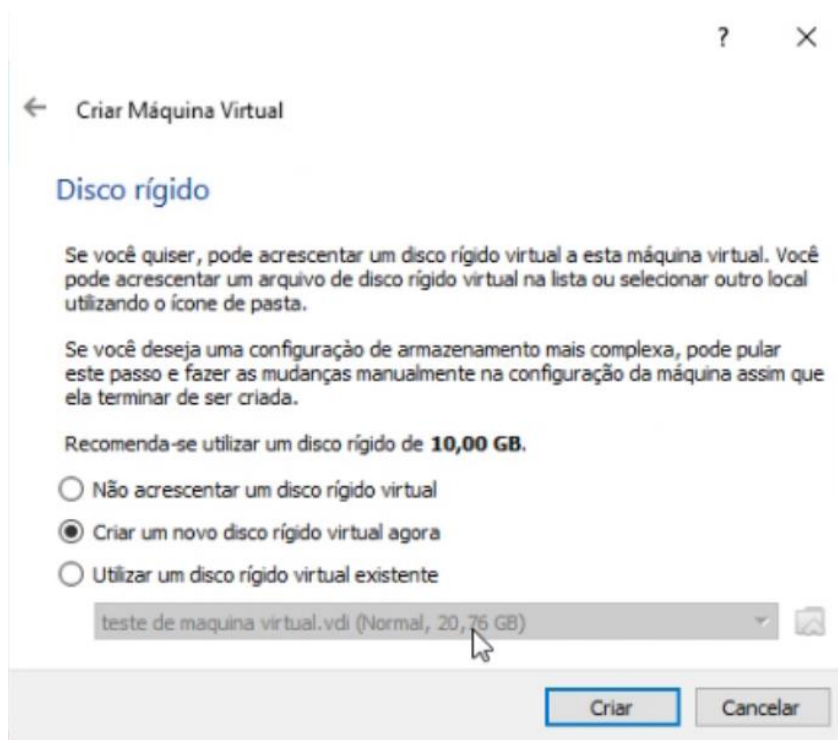 ?
Criar Máquina Virtual
Disco rígido
Se você quiser, pode acrescentar um disco rígido virtual a esta máquina virtual. Você
pode acrescentar um arquivo de disco rígido virtual na lista ou selecionar outro local
utilizando o ícone de pasta.
Se você deseja uma configuração de armazenamento mais complexa, pode pular
este passo e fazer as mudanças manualmente na configuração da máquina assim que
ela terminar de ser criada.
Recomenda-se utilizar um disco rígido de 10,00 GB.
Não acrescentar um disco rígido virtual
Criar um novo disco rígido virtual agora
Utilizar um disco rígido virtual existente
teste de maquina virtual.vdi (Normal, 20,76 GB)
Criar Cancelar